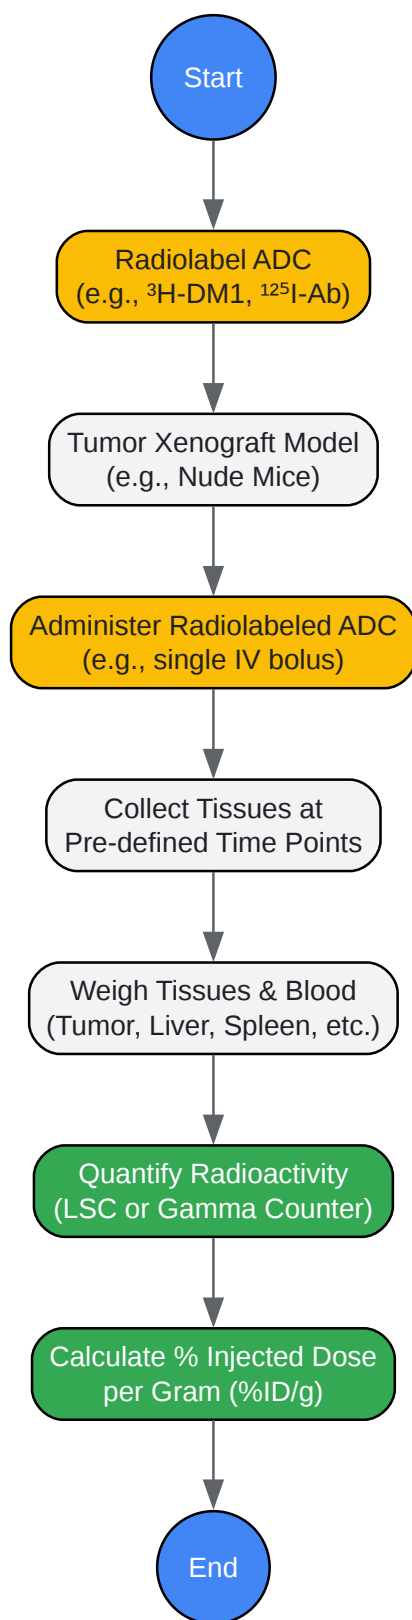 Start
Radiolabel ADC
(e.g., ³H-DM1, ¹²⁵I-Ab)
Tumor Xenograft Model
(e.g., Nude Mice)
Administer Radiolabeled ADC
(e.g., single IV bolus)
Collect Tissues at
Pre-defined Time Points
Weigh Tissues & Blood
(Tumor, Liver, Spleen, etc.)
Quantify Radioactivity
(LSC or Gamma Counter)
Calculate % Injected Dose
per Gram (%ID/g)
End